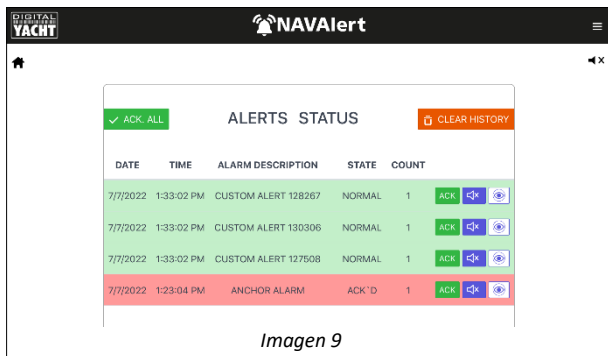 DIGITAL
YACHT
NAVAlert
ACK. ALL
ALERTS STATUS
CLEAR HISTORY
DATE TIME ALARM DESCRIPTION STATE COUNT
7/7/2022 1:33:02 PM CUSTOM ALERT 128267 NORMAL 1 ACK
7/7/2022 1:33:02 PM CUSTOM ALERT 130306 NORMAL 1 ACK
7/7/2022 1:33:02 PM CUSTOM ALERT 127508 NORMAL 1 ACK
7/7/2022 1:23:04 PM ANCHOR ALARM ACK`D 1 ACK
Imagen 9